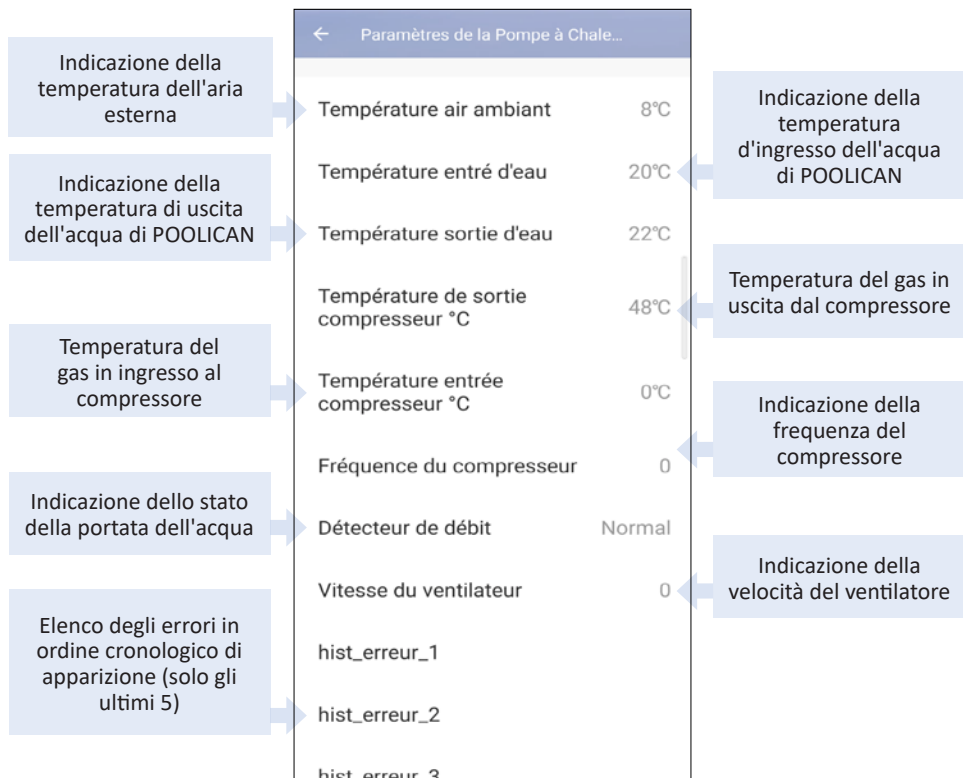 Paramètres de la Pompe à Chale...
Indicazione della
temperatura dell'aria
esterna
Température air ambiant 8°C
Indicazione della
temperatura
d'ingresso dell'acqua
di POOLICAN
Température entré d'eau 20°C
Indicazione della
temperatura di uscita
dell'acqua di POOLICAN
Température sortie d'eau 22°C
Température de sortie
compresseur °C 48°C
Temperatura del gas in
uscita dal compressore
Temperatura del
gas in ingresso al
compressore
Température entrée
compresseur °C 0°C
Indicazione della
frequenza del
compressore
Fréquence du compresseur 0
Indicazione dello stato
della portata dell'acqua
Détecteur de débit Normal
Vitesse du ventilateur 0
Indicazione della
velocità del ventilatore
Elenco degli errori in
ordine cronologico di
apparizione (solo gli
ultimi 5)
hist_erreur_1
hist_erreur_2
hist_erreur_3